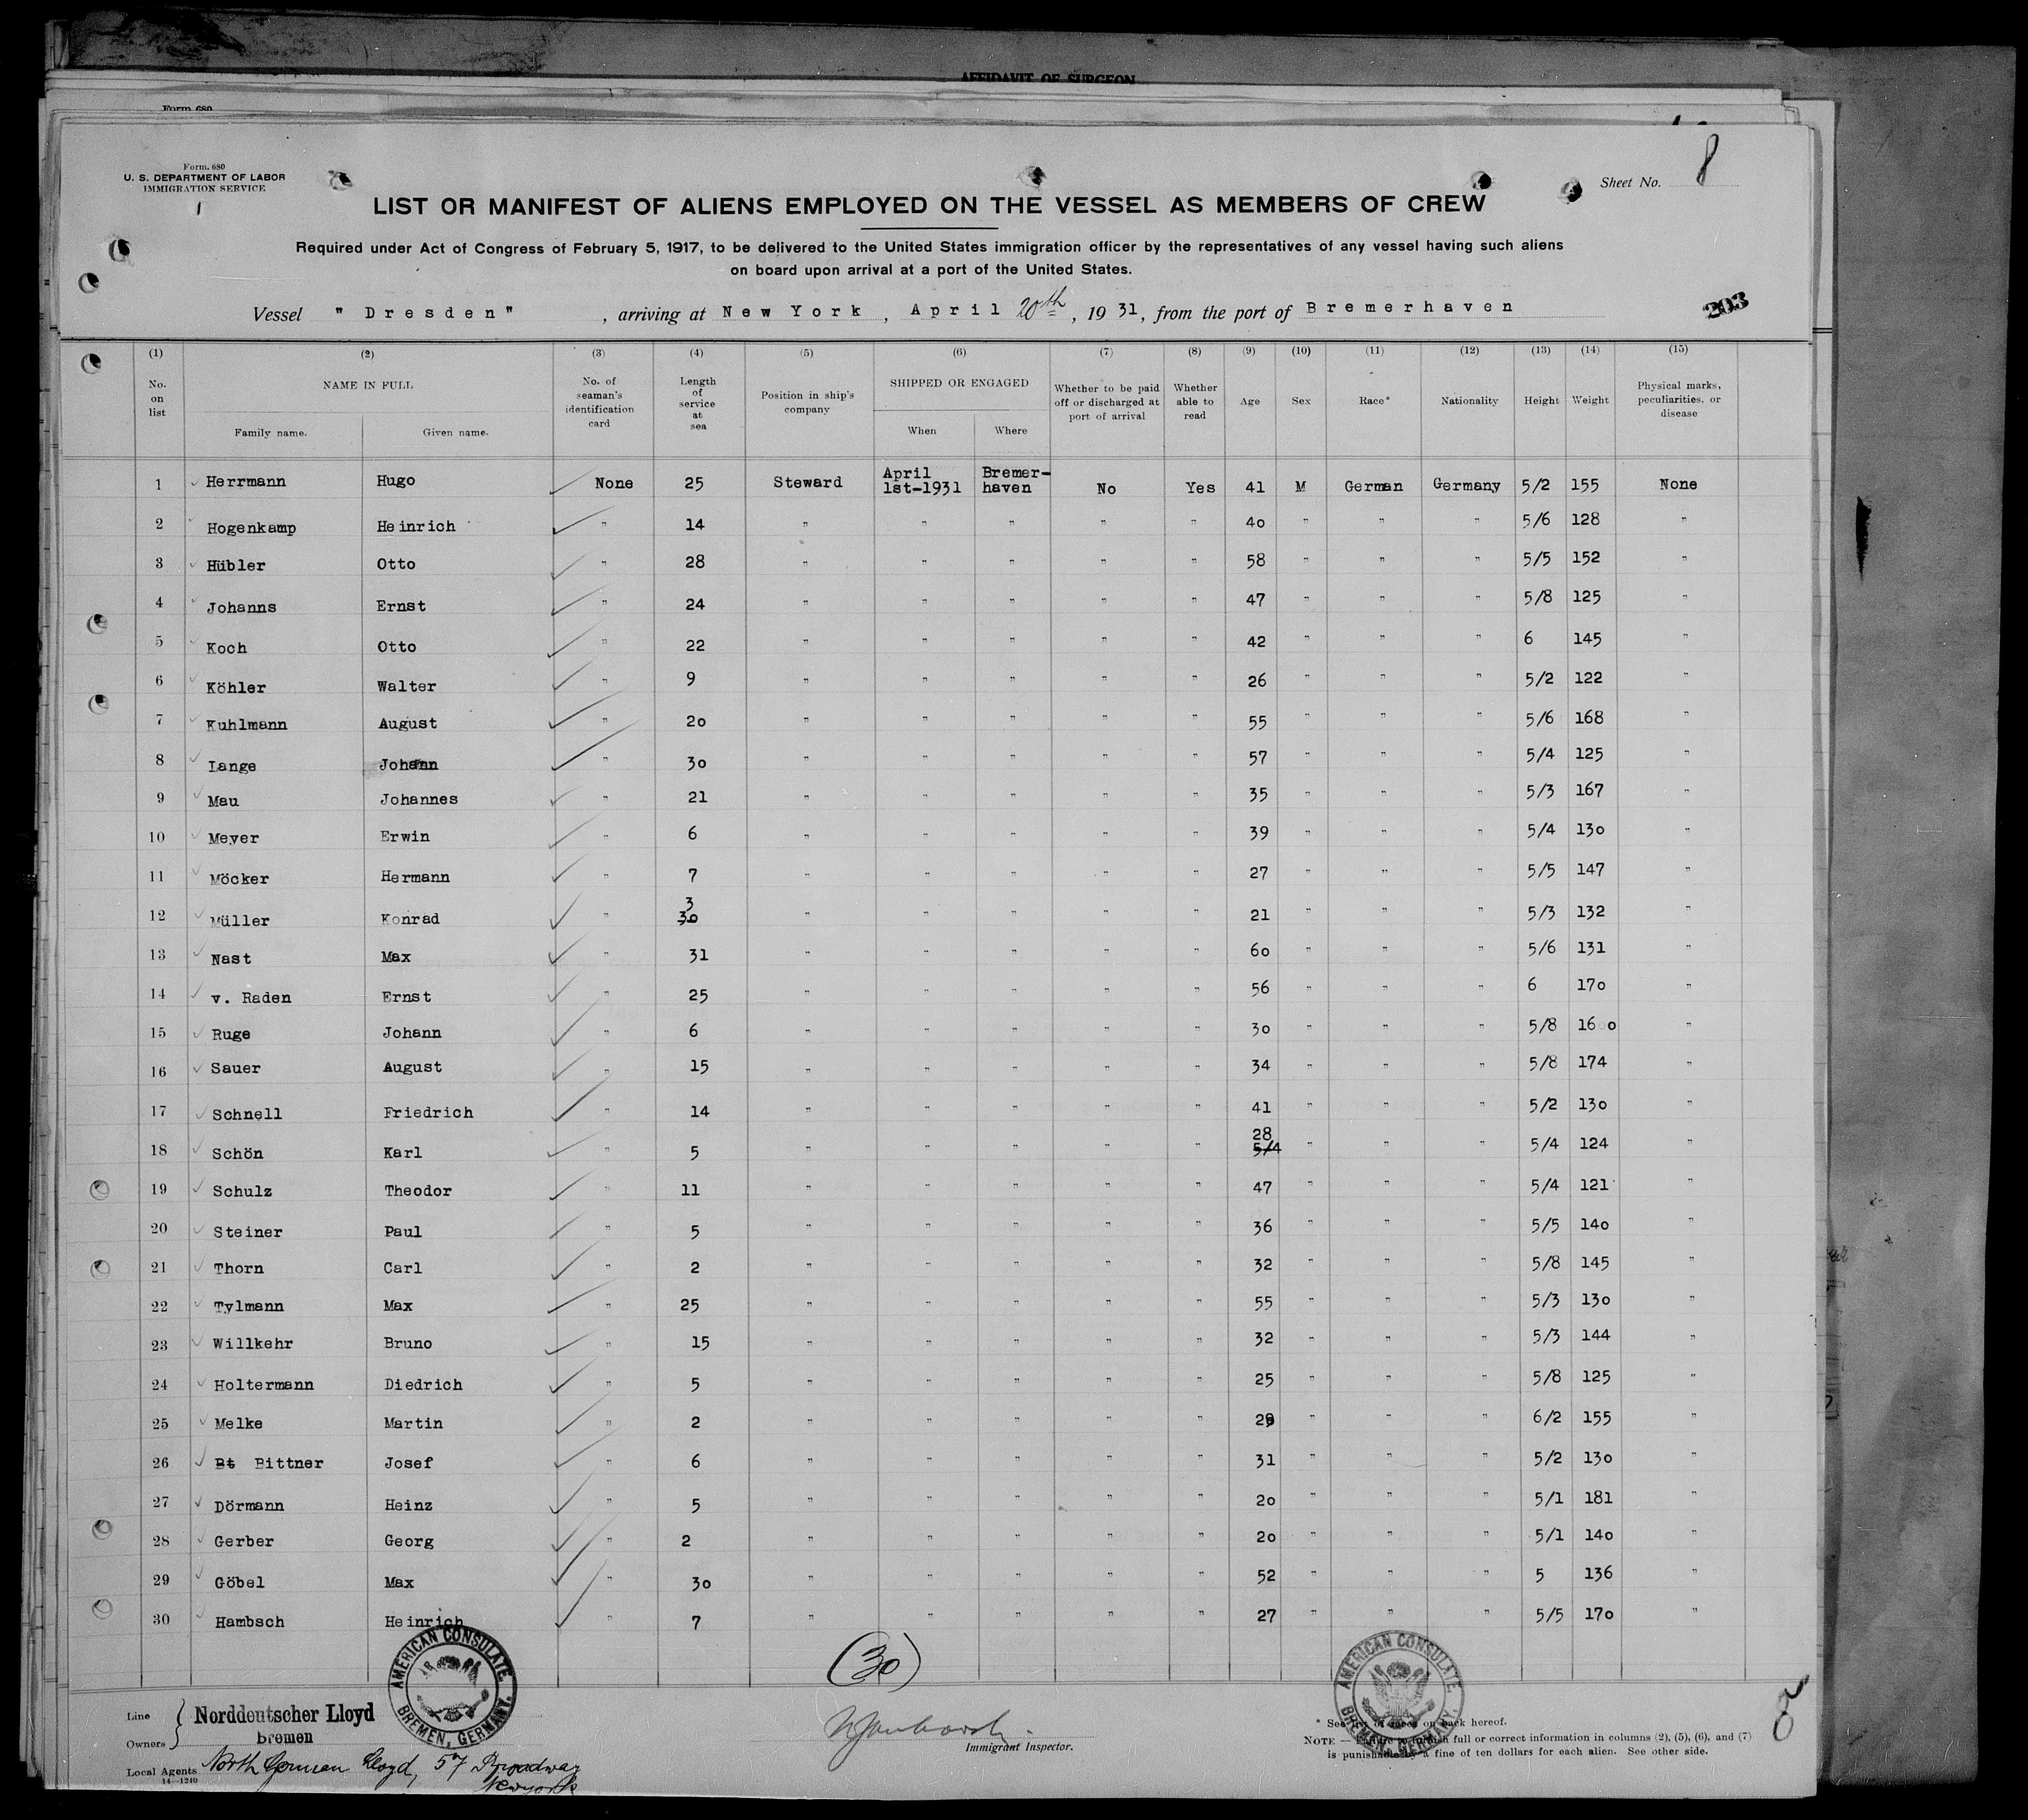 AFFIDAVIT OF SURGEON
Form 680
Form. 680
U. S. DEPARTMENT OF LABOR
IMMIGRATION SERVICE
1
Sheet No. 8
LIST OR MANIFEST OF ALIENS EMPLOYED ON THE VESSEL AS MEMBERS OF CREW
Required under Act of Congress of February 5, 1917, to be delivered to the United States immigration officer by the representatives of any vessel having such aliens
on board upon arrival at a port of the United States.
Vessel "Dresden", arriving at New York, April 20th, 1931, from the port of Bremerhaven
203
(1) (2) (3) (4) (5) (6) (7) (8) (9) (10) (11) (12) (13) (14) (15)
No. on list NAME IN FULL Family name. Given name. No. of seaman's identification card Length of service at sea Position in ship's company SHIPPED OR ENGAGED When Where Whether to be paid off or discharged at port of arrival Whether able to read Age Sex Race* Nationality Height Weight Physical marks, peculiarities, or disease
1 Herrmann Hugo None 25 Steward April 1st-1931 Bremer-haven No Yes 41 M German Germany 5/2 155 None
2 Hogenkamp Heinrich " 14 " " " " " 40 " " " 5/6 128 "
3 Hübler Otto " 28 " " " " " 58 " " " 5/5 152 "
4 Johanns Ernst " 24 " " " " " 47 " " " 5/8 125 "
5 Koch Otto " 22 " " " " " 42 " " " 6 145 "
6 Köhler Walter " 9 " " " " " 26 " " " 5/2 122 "
7 Kuhlmann August " 20 " " " " " 55 " " " 5/6 168 "
8 Lange Johann " 30 " " " " " 57 " " " 5/4 125 "
9 Mau Johannes " 21 " " " " " 35 " " " 5/3 167 "
10 Meyer Erwin " 6 " " " " " 39 " " " 5/4 130 "
11 Möcker Hermann " 7 " " " " " 27 " " " 5/5 147 "
12 Müller Konrad " 3 30 " " " " " 21 " " " 5/3 132 "
13 Nast Max " 31 " " " " " 60 " " " 5/6 131 "
14 v. Raden Ernst " 25 " " " " " 56 " " " 6 170 "
15 Ruge Johann " 6 " " " " " 30 " " " 5/8 16 0 "
16 Sauer August " 15 " " " " " 34 " " " 5/8 174 "
17 Schnell Friedrich " 14 " " " " " 41 " " " 5/2 130 "
18 Schön Karl " 5 " " " " " 28 5/4 " " " 5/4 124 "
19 Schulz Theodor " 11 " " " " " 47 " " " 5/4 121 "
20 Steiner Paul " 5 " " " " " 36 " " " 5/5 140 "
21 Thorn Carl " 2 " " " " " 32 " " " 5/8 145 "
22 Tylmann Max " 25 " " " " " 55 " " " 5/3 130 "
23 Willkehr Bruno " 15 " " " " " 32 " " " 5/3 144 "
24 Holtermann Diedrich " 5 " " " " " 25 " " " 5/8 125 "
25 Melke Martin " 2 " " " " " 29 " " " 6/2 155 "
26 Bt Bittner Josef " 6 " " " " " 31 " " " 5/2 130 "
27 Dörmann Heinz " 5 " " " " " 20 " " " 5/1 181 "
28 Gerber Georg " 2 " " " " " 20 " " " 5/1 140 "
29 Göbel Max " 30 " " " " " 52 " " " 5 136 "
30 Hambsch Heinrich " 7 " " " " " 27 " " " 5/5 170 "
(30)
AMERICAN CONSULATE BREMEN, GERMANY.
AMERICAN CONSULATE BREMEN, GERMANY.
Line
Owners
Norddeutscher Lloyd
bremen
Immigrant Inspector.
Local Agents North German Lloyd, 57 Broadway
New York
14—1240
* See list of races on back hereof.
NOTE — Failure to furnish full or correct information in columns (2), (5), (6), and (7)
is punishable by a fine of ten dollars for each alien. See other side.
8